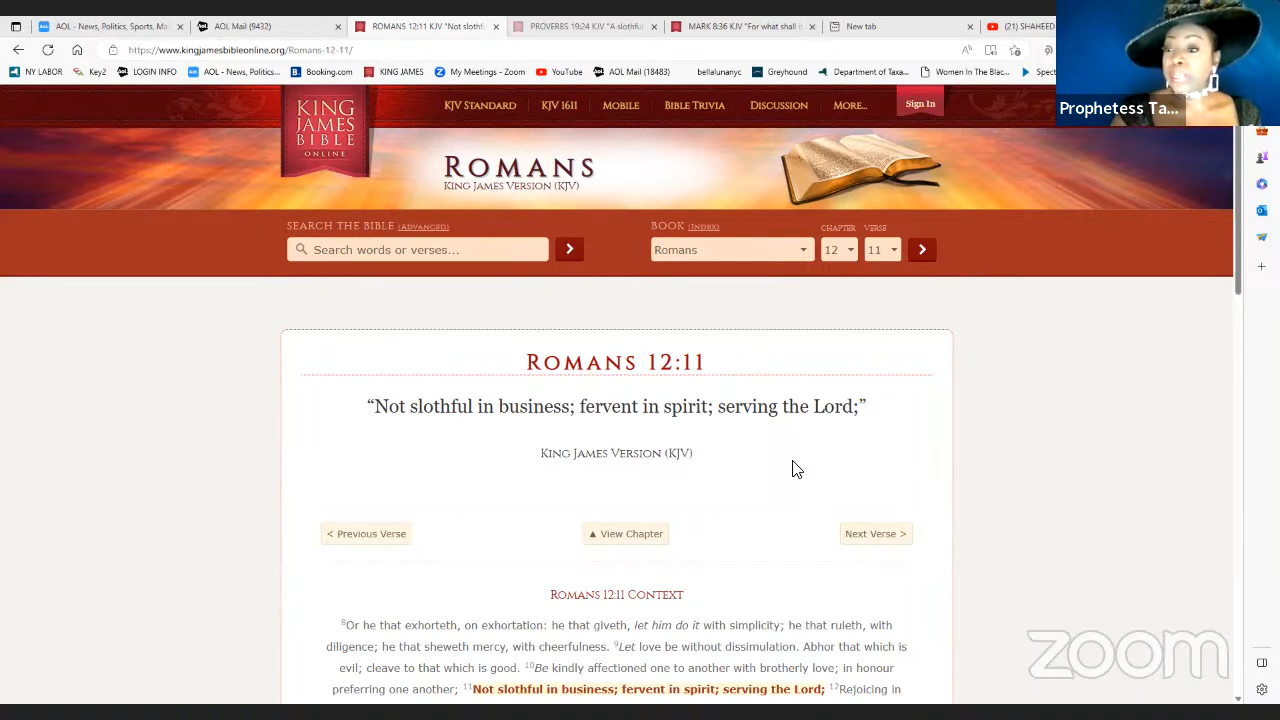 AOL - News, Politics, Sports, Ma
AOL Mail (9432)
ROMANS 12:11 KJV "Not slothf
PROVERBS 19:24 KJV "A slothfu
MARK 8:36 KJV "For what shall i
New tab
(21) SHAHEED
https://www.kingjamesbibleonline.org/Romans-12-11/
NY LABOR
Key2
LOGIN INFO
AOL - News, Politics...
Booking.com
KING JAMES
My Meetings - Zoom
YouTube
AOL Mail (18483)
bellalunanyc
Greyhound
Department of Taxa...
Women In The Blac...
Spect
Prophetess Ta...
KING
JAMES
BIBLE
ONLINE
KJV STANDARD
KJV 1611
MOBILE
BIBLE TRIVIA
DISCUSSION
MORE...
Sign In
ROMANS
KING JAMES VERSION (KJV)
SEARCH THE BIBLE (ADVANCED)
Search words or verses...
BOOK (INDEX)
CHAPTER
VERSE
Romans
12
11
ROMANS 12:11
“Not slothful in business; fervent in spirit; serving the Lord;”
KING JAMES VERSION (KJV)
< Previous Verse
▲ View Chapter
Next Verse >
ROMANS 12:11 CONTEXT
8Or he that exhorteth, on exhortation: he that giveth, let him do it with simplicity; he that ruleth, with
diligence; he that sheweth mercy, with cheerfulness. 9Let love be without dissimulation. Abhor that which is
evil; cleave to that which is good. 10Be kindly affectioned one to another with brotherly love; in honour
preferring one another; 11Not slothful in business; fervent in spirit; serving the Lord; 12Rejoicing in
zoom